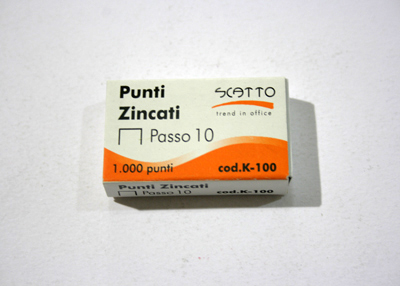 Punti
Zincati
SCATTO
trend in office
Passo 10
1.000 punti
cod.K-100
Punti Zincati
Passo 10
cod.K-100